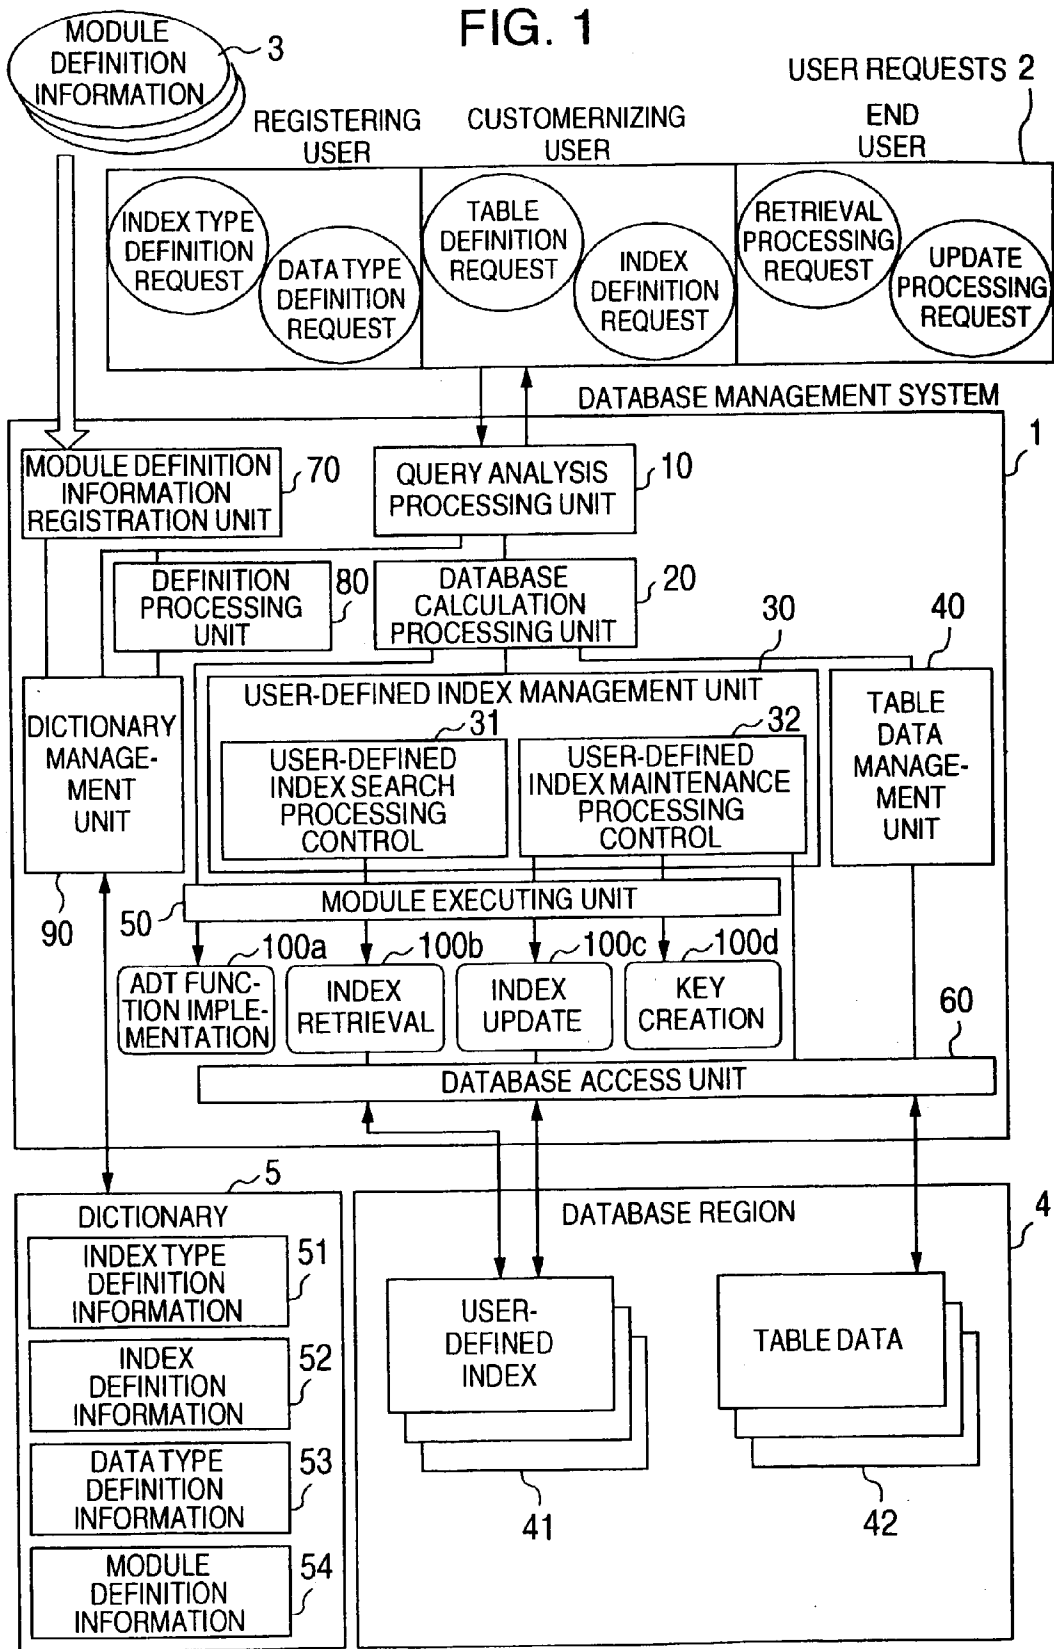 FIG. 1
MODULE
DEFINITION
INFORMATION
3
USER REQUESTS 2
REGISTERING
USER
CUSTOMERNIZING
USER
END
USER
INDEX TYPE
DEFINITION
REQUEST
DATA TYPE
DEFINITION
REQUEST
TABLE
DEFINITION
REQUEST
INDEX
DEFINITION
REQUEST
RETRIEVAL
PROCESSING
REQUEST
UPDATE
PROCESSING
REQUEST
DATABASE MANAGEMENT SYSTEM
1
MODULE DEFINITION
INFORMATION
REGISTRATION UNIT
70
QUERY ANALYSIS
PROCESSING UNIT
10
DEFINITION
PROCESSING
UNIT
80
DATABASE
CALCULATION
PROCESSING UNIT
20
30
40
DICTIONARY
MANAGE-
MENT
UNIT
90
USER-DEFINED INDEX MANAGEMENT UNIT
31
USER-DEFINED
INDEX SEARCH
PROCESSING
CONTROL
32
USER-DEFINED
INDEX MAINTENANCE
PROCESSING
CONTROL
TABLE
DATA
MANAGE-
MENT
UNIT
50
MODULE EXECUTING UNIT
100a
ADT FUNC-
TION IMPLE-
MENTATION
100b
INDEX
RETRIEVAL
100c
INDEX
UPDATE
100d
KEY
CREATION
60
DATABASE ACCESS UNIT
5
DICTIONARY
INDEX TYPE
DEFINITION
INFORMATION
51
INDEX
DEFINITION
INFORMATION
52
DATA TYPE
DEFINITION
INFORMATION
53
MODULE
DEFINITION
INFORMATION
54
DATABASE REGION
4
USER-
DEFINED
INDEX
41
TABLE DATA
42